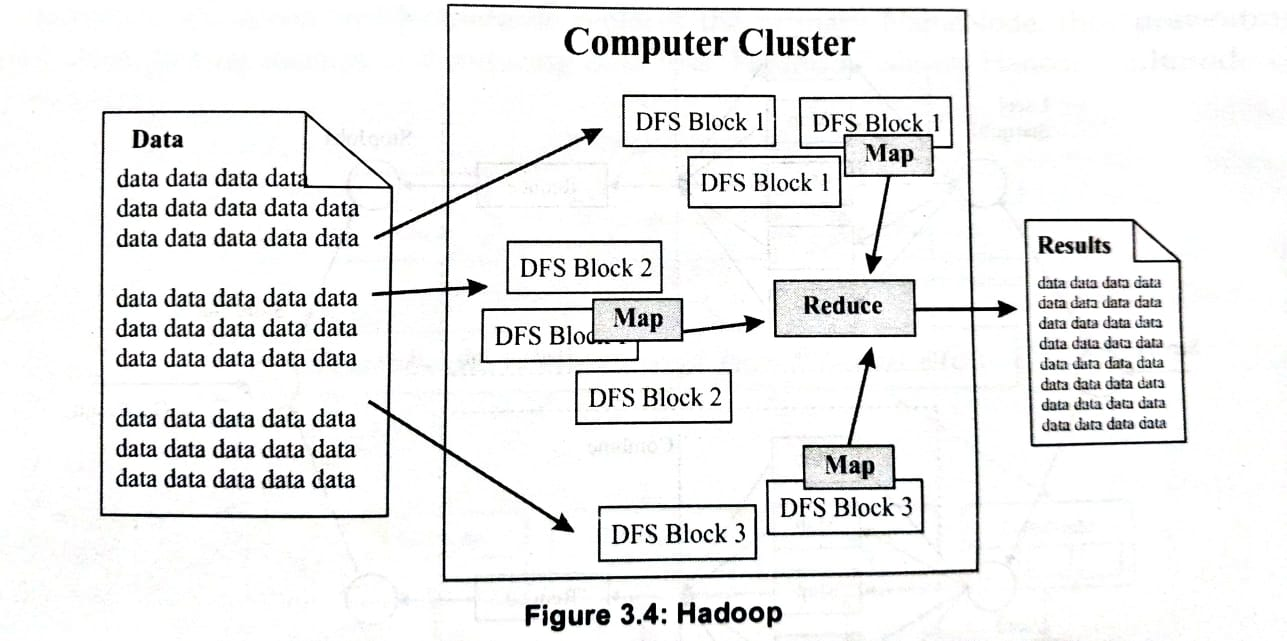 Computer Cluster
Data
data data data data
data data data data data
data data data data data
data data data data data
data data data data data
data data data data data
data data data data data
data data data data data
data data data data data
DFS Block 1
DFS Block 1
Map
DFS Block 1
DFS Block 2
Map
DFS
DFS Block 2
Reduce
Map
DFS Block 3
DFS Block 3
Results
data data data data
data data data data
data data data data
data data data data
data data data data
data data data data
data data data data
data data data data
Figure 3.4: Hadoop